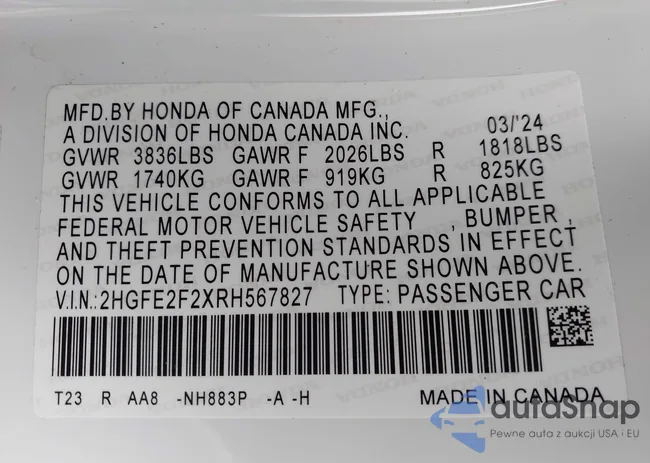 MFD.BY HONDA OF CANADA MFG.,
A DIVISION OF HONDA CANADA INC. 03/'24
GVWR 3836LBS GAWR F 2026LBS R 1818LBS
GVWR 1740KG GAWR F 919KG R 825KG
THIS VEHICLE CONFORMS TO ALL APPLICABLE
FEDERAL MOTOR VEHICLE SAFETY , BUMPER ,
AND THEFT PREVENTION STANDARDS IN EFFECT
ON THE DATE OF MANUFACTURE SHOWN ABOVE.
V.I.N.:2HGFE2F2XRH567827 TYPE: PASSENGER CAR
T23 R AA8 -NH883P -A -H MADE IN CANADA
autoSnap
Pewne auta z aukcji USA i EU